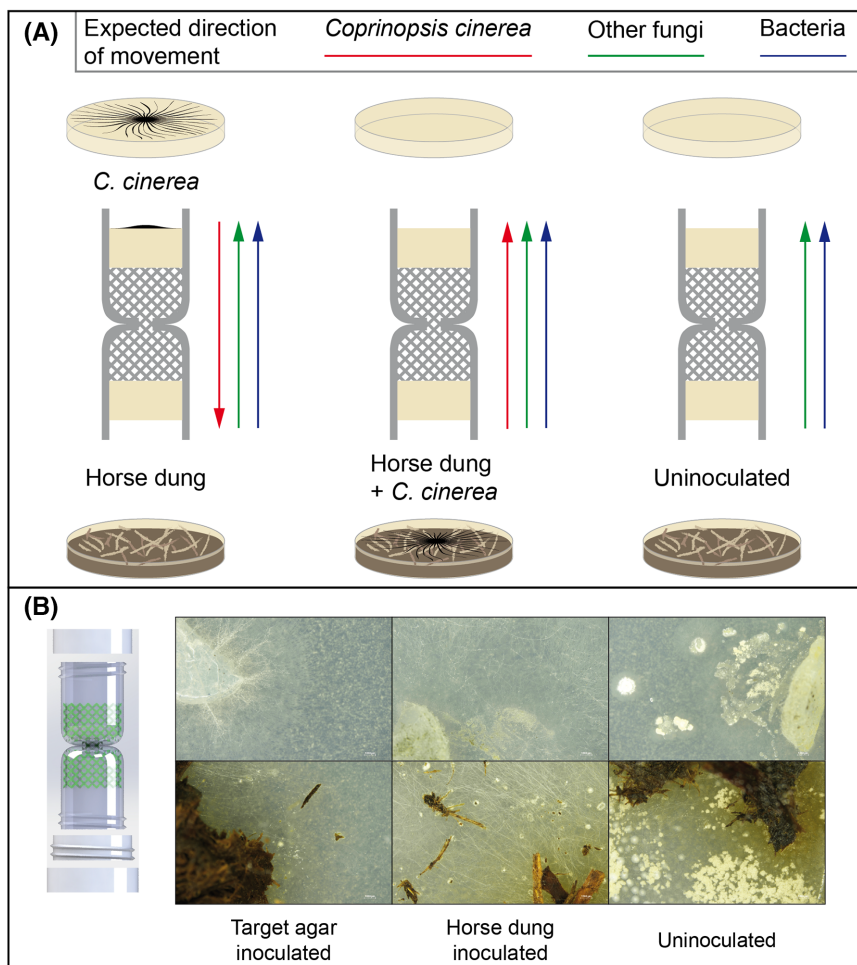 (A)
Expected direction
of movement
Coprinopsis cinerea
Other fungi
Bacteria
C. cinerea
Horse dung
Horse dung
+ C. cinerea
Uninoculated
(B)
Target agar
inoculated
Horse dung
inoculated
Uninoculated